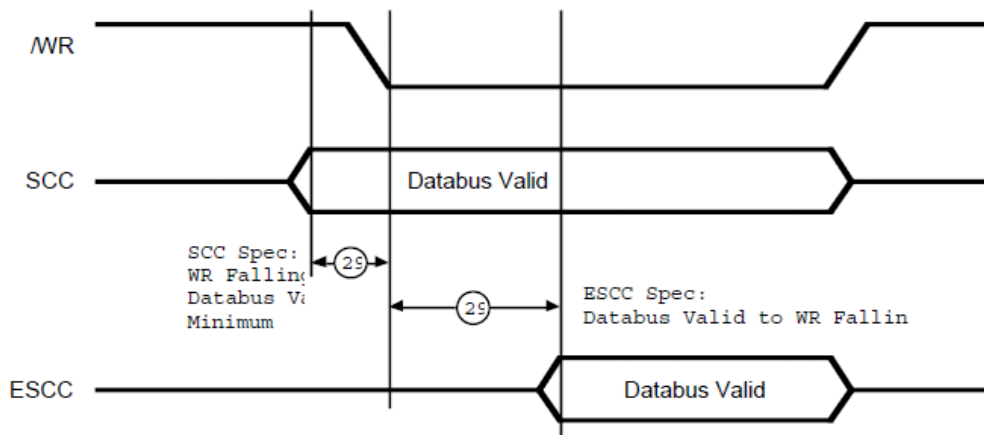 /WR
SCC
Databus Valid
SCC Spec:
WR Falling
Databus Va
Minimum
29
29
ESCC Spec:
Databus Valid to WR Fallin
ESCC
Databus Valid